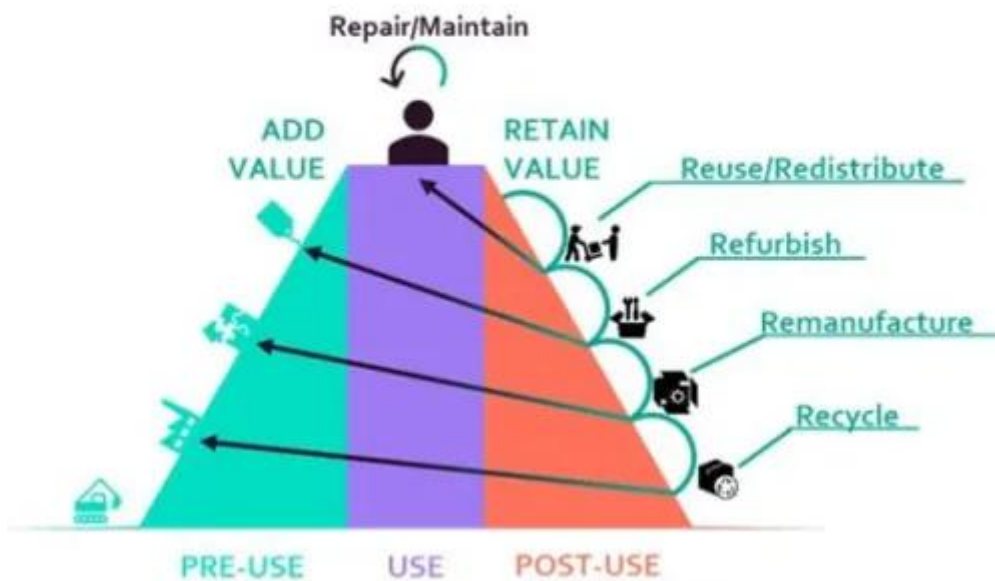 Repair/Maintain
ADD
VALUE
RETAIN
VALUE
Reuse/Redistribute
Refurbish
Remanufacture
Recycle
PRE-USE
USE
POST-USE